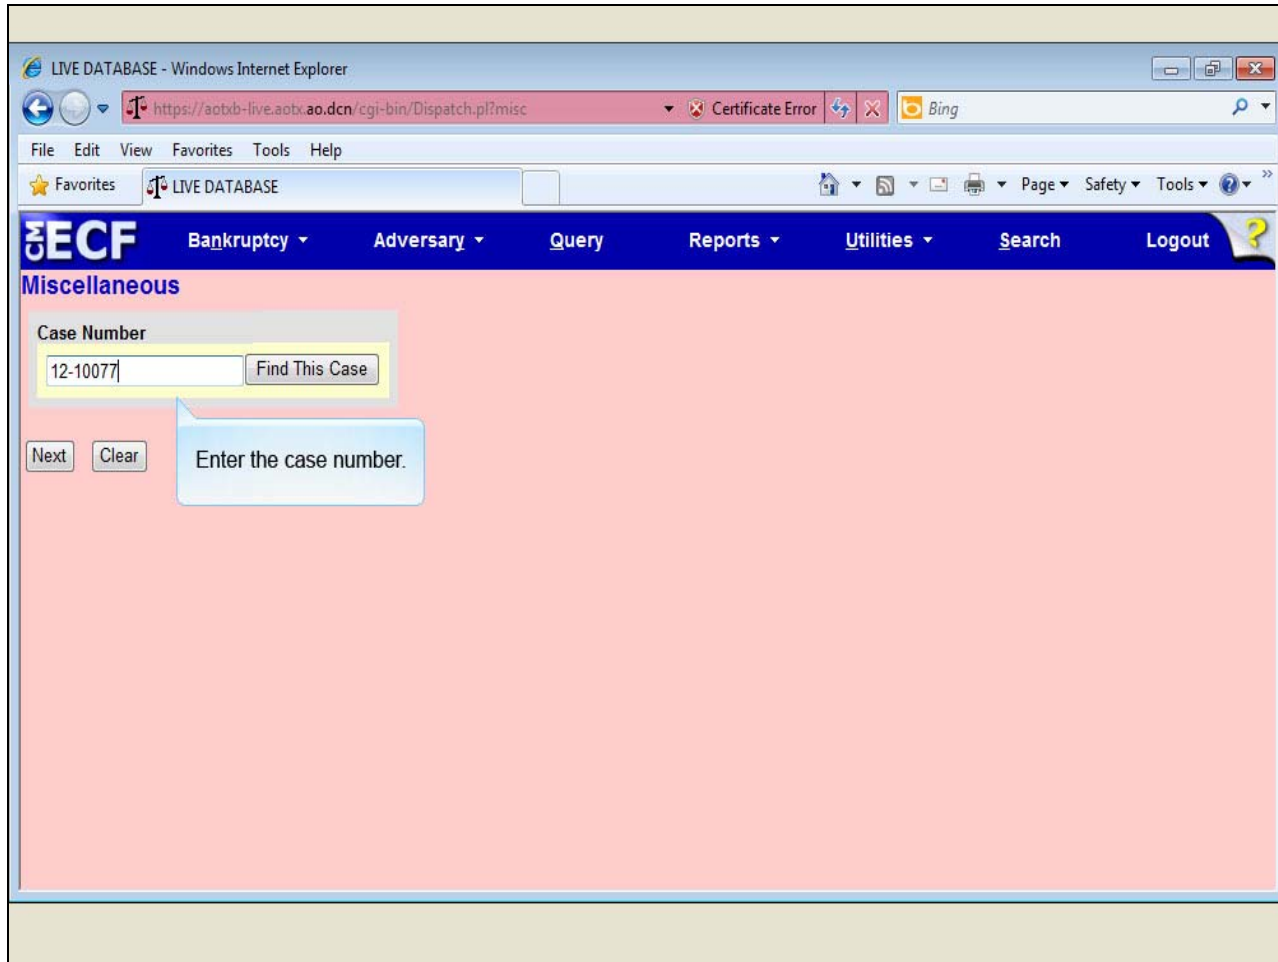 LIVE DATABASE - Windows Internet Explorer
https://aotxb-live.aotx.ao.dcn/cgi-bin/Dispatch.pl?misc Certificate Error Bing
File Edit View Favorites Tools Help
Favorites LIVE DATABASE Page Safety Tools
CM ECF Bankruptcy Adversary Query Reports Utilities Search Logout ?
Miscellaneous
Case Number
12-10077 Find This Case
Next Clear Enter the case number.